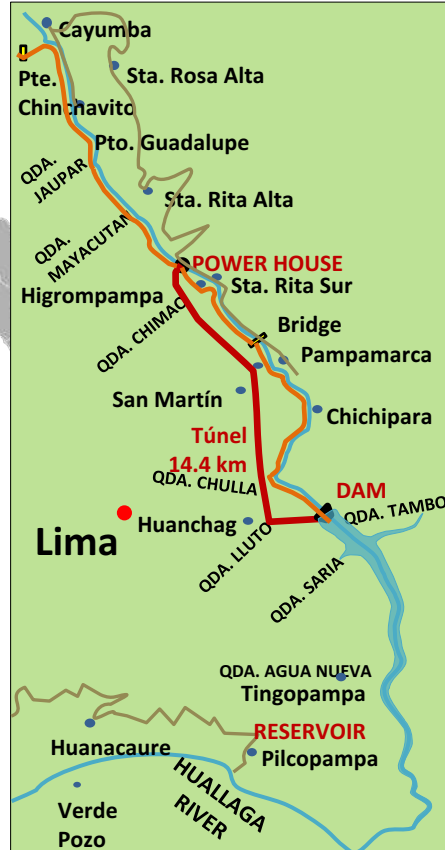 Cayumba
Sta. Rosa Alta
Pte.
Chinchavito
Pto. Guadalupe
QDA.
JAUPAR
Sta. Rita Alta
QDA.
MAYACUTAN
POWER HOUSE
Sta. Rita Sur
Higrompampa
QDA. CHIMAO
Bridge
Pampamarca
San Martín
Chichipara
Túnel
14.4 km
QDA. CHULLA
DAM
QDA. TAMBO
Huanchag
Lima
QDA. LLUTO
QDA. SARIA
QDA. AGUA NUEVA
Tingopampa
RESERVOIR
Huanacaure
Pilcopampa
HUALLAGA
RIVER
Verde
Pozo